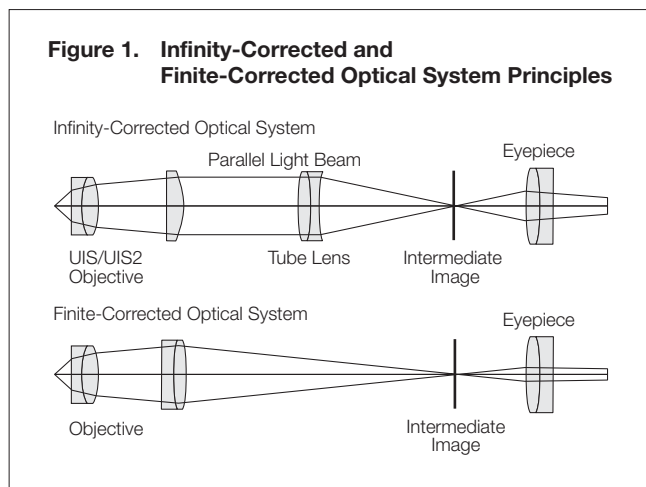 Figure 1. Infinity-Corrected and
Finite-Corrected Optical System Principles
Infinity-Corrected Optical System
Parallel Light Beam
Eyepiece
UIS/UIS2
Objective
Tube Lens
Intermediate
Image
Finite-Corrected Optical System
Eyepiece
Objective
Intermediate
Image